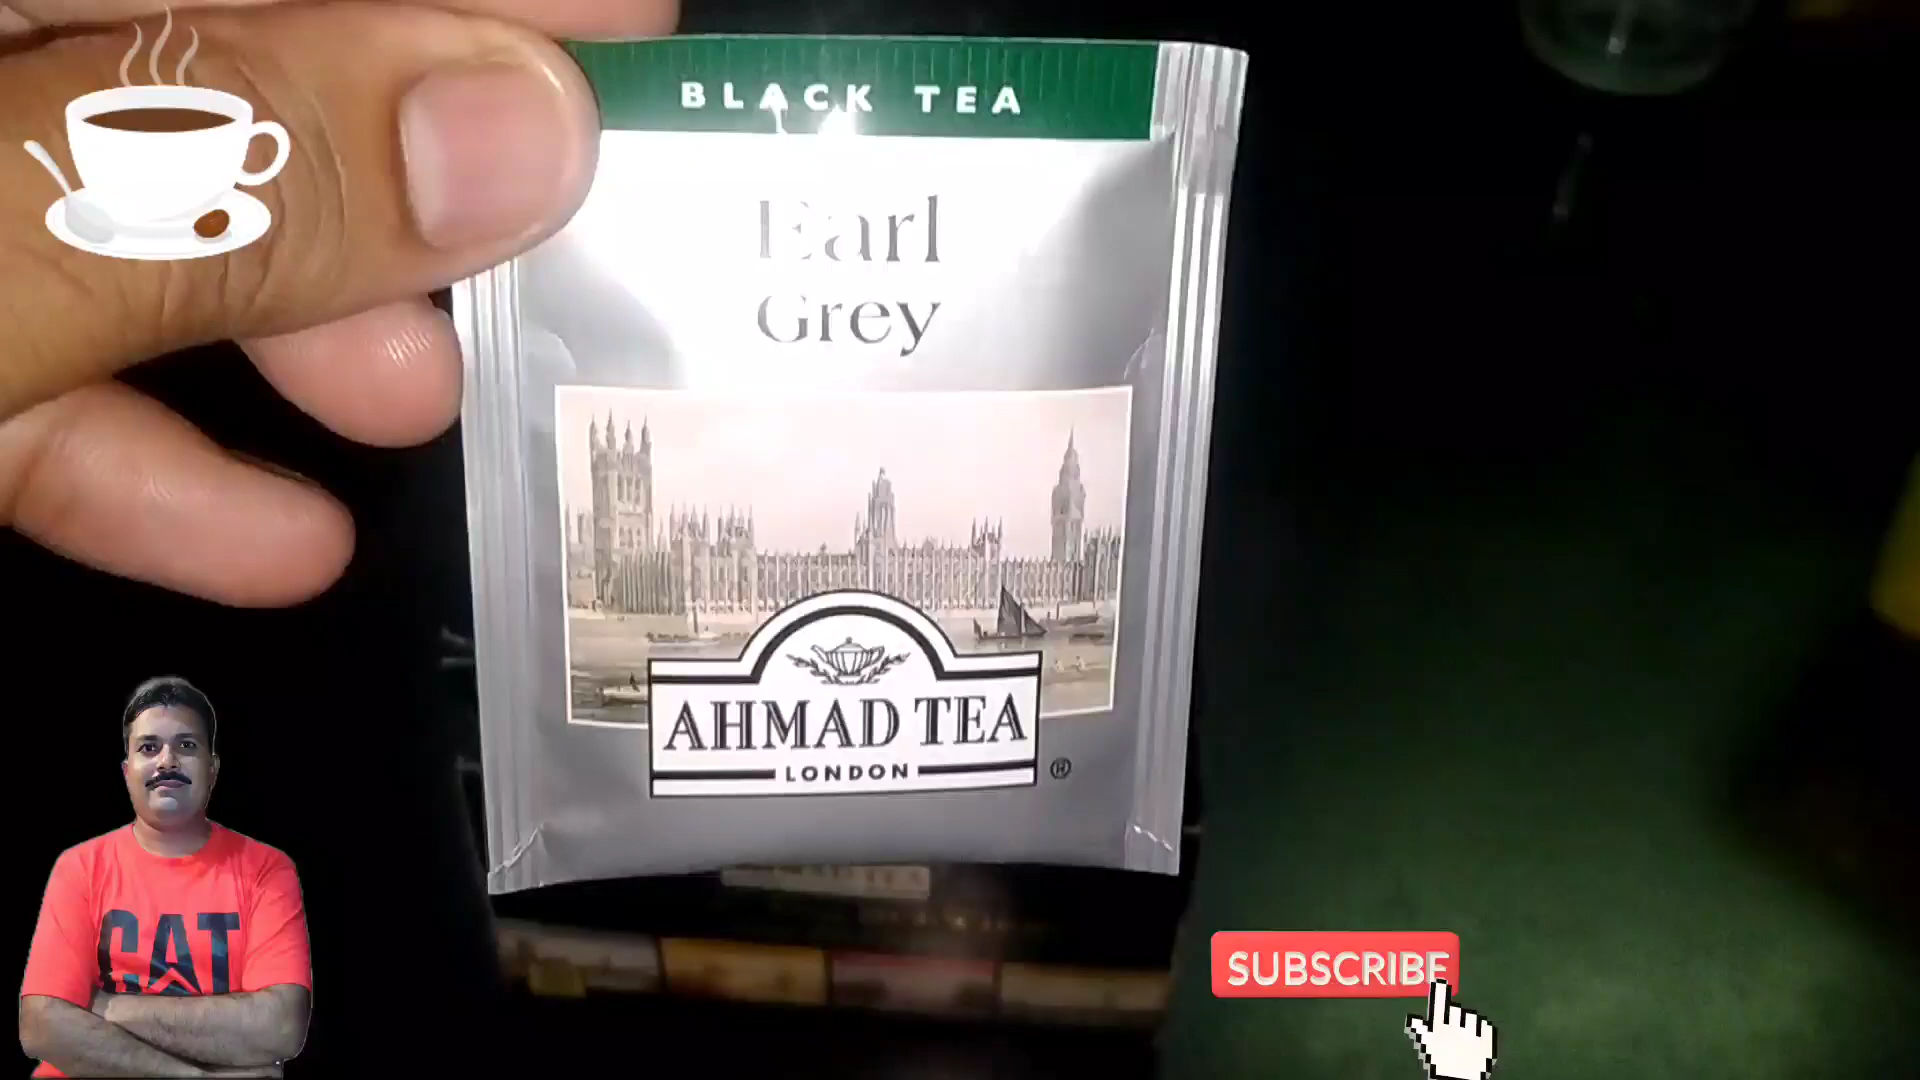 BLACK TEA
Earl
Grey
AHMAD TEA
LONDON
®
CAT
SUBSCRIBE